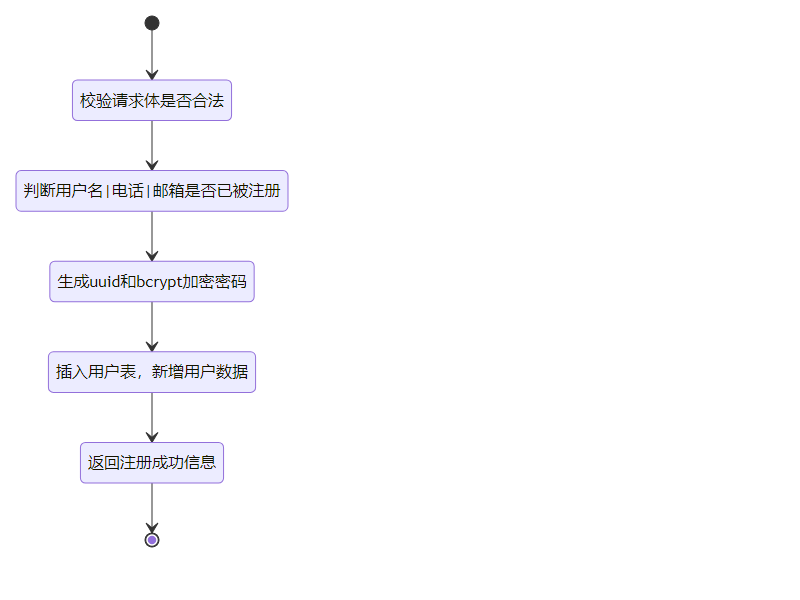 校验请求体是否合法
判断用户名|电话|邮箱是否已被注册
生成uuid和bcrypt加密密码
插入用户表，新增用户数据
返回注册成功信息